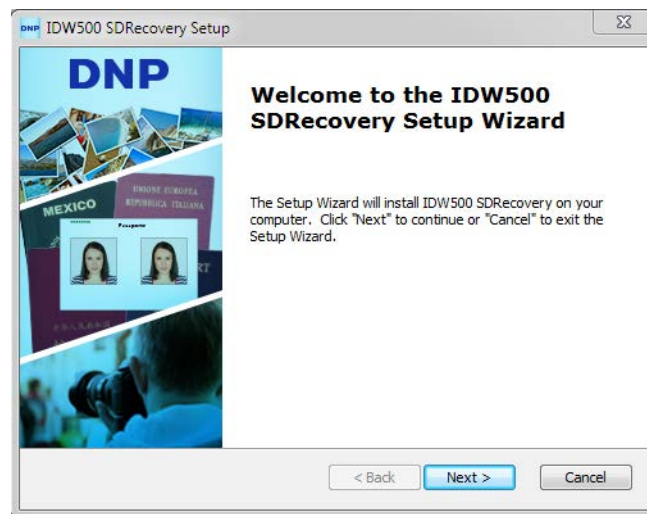 DNP IDW500 SDRecovery Setup
DNP
Welcome to the IDW500
SDRecovery Setup Wizard
The Setup Wizard will install IDW500 SDRecovery on your
computer.  Click "Next" to continue or "Cancel" to exit the
Setup Wizard.
UNIONE EUROPEA
REPUBBLICA ITALIANA
MEXICO
Passaporto
RT
< Back
Next >
Cancel